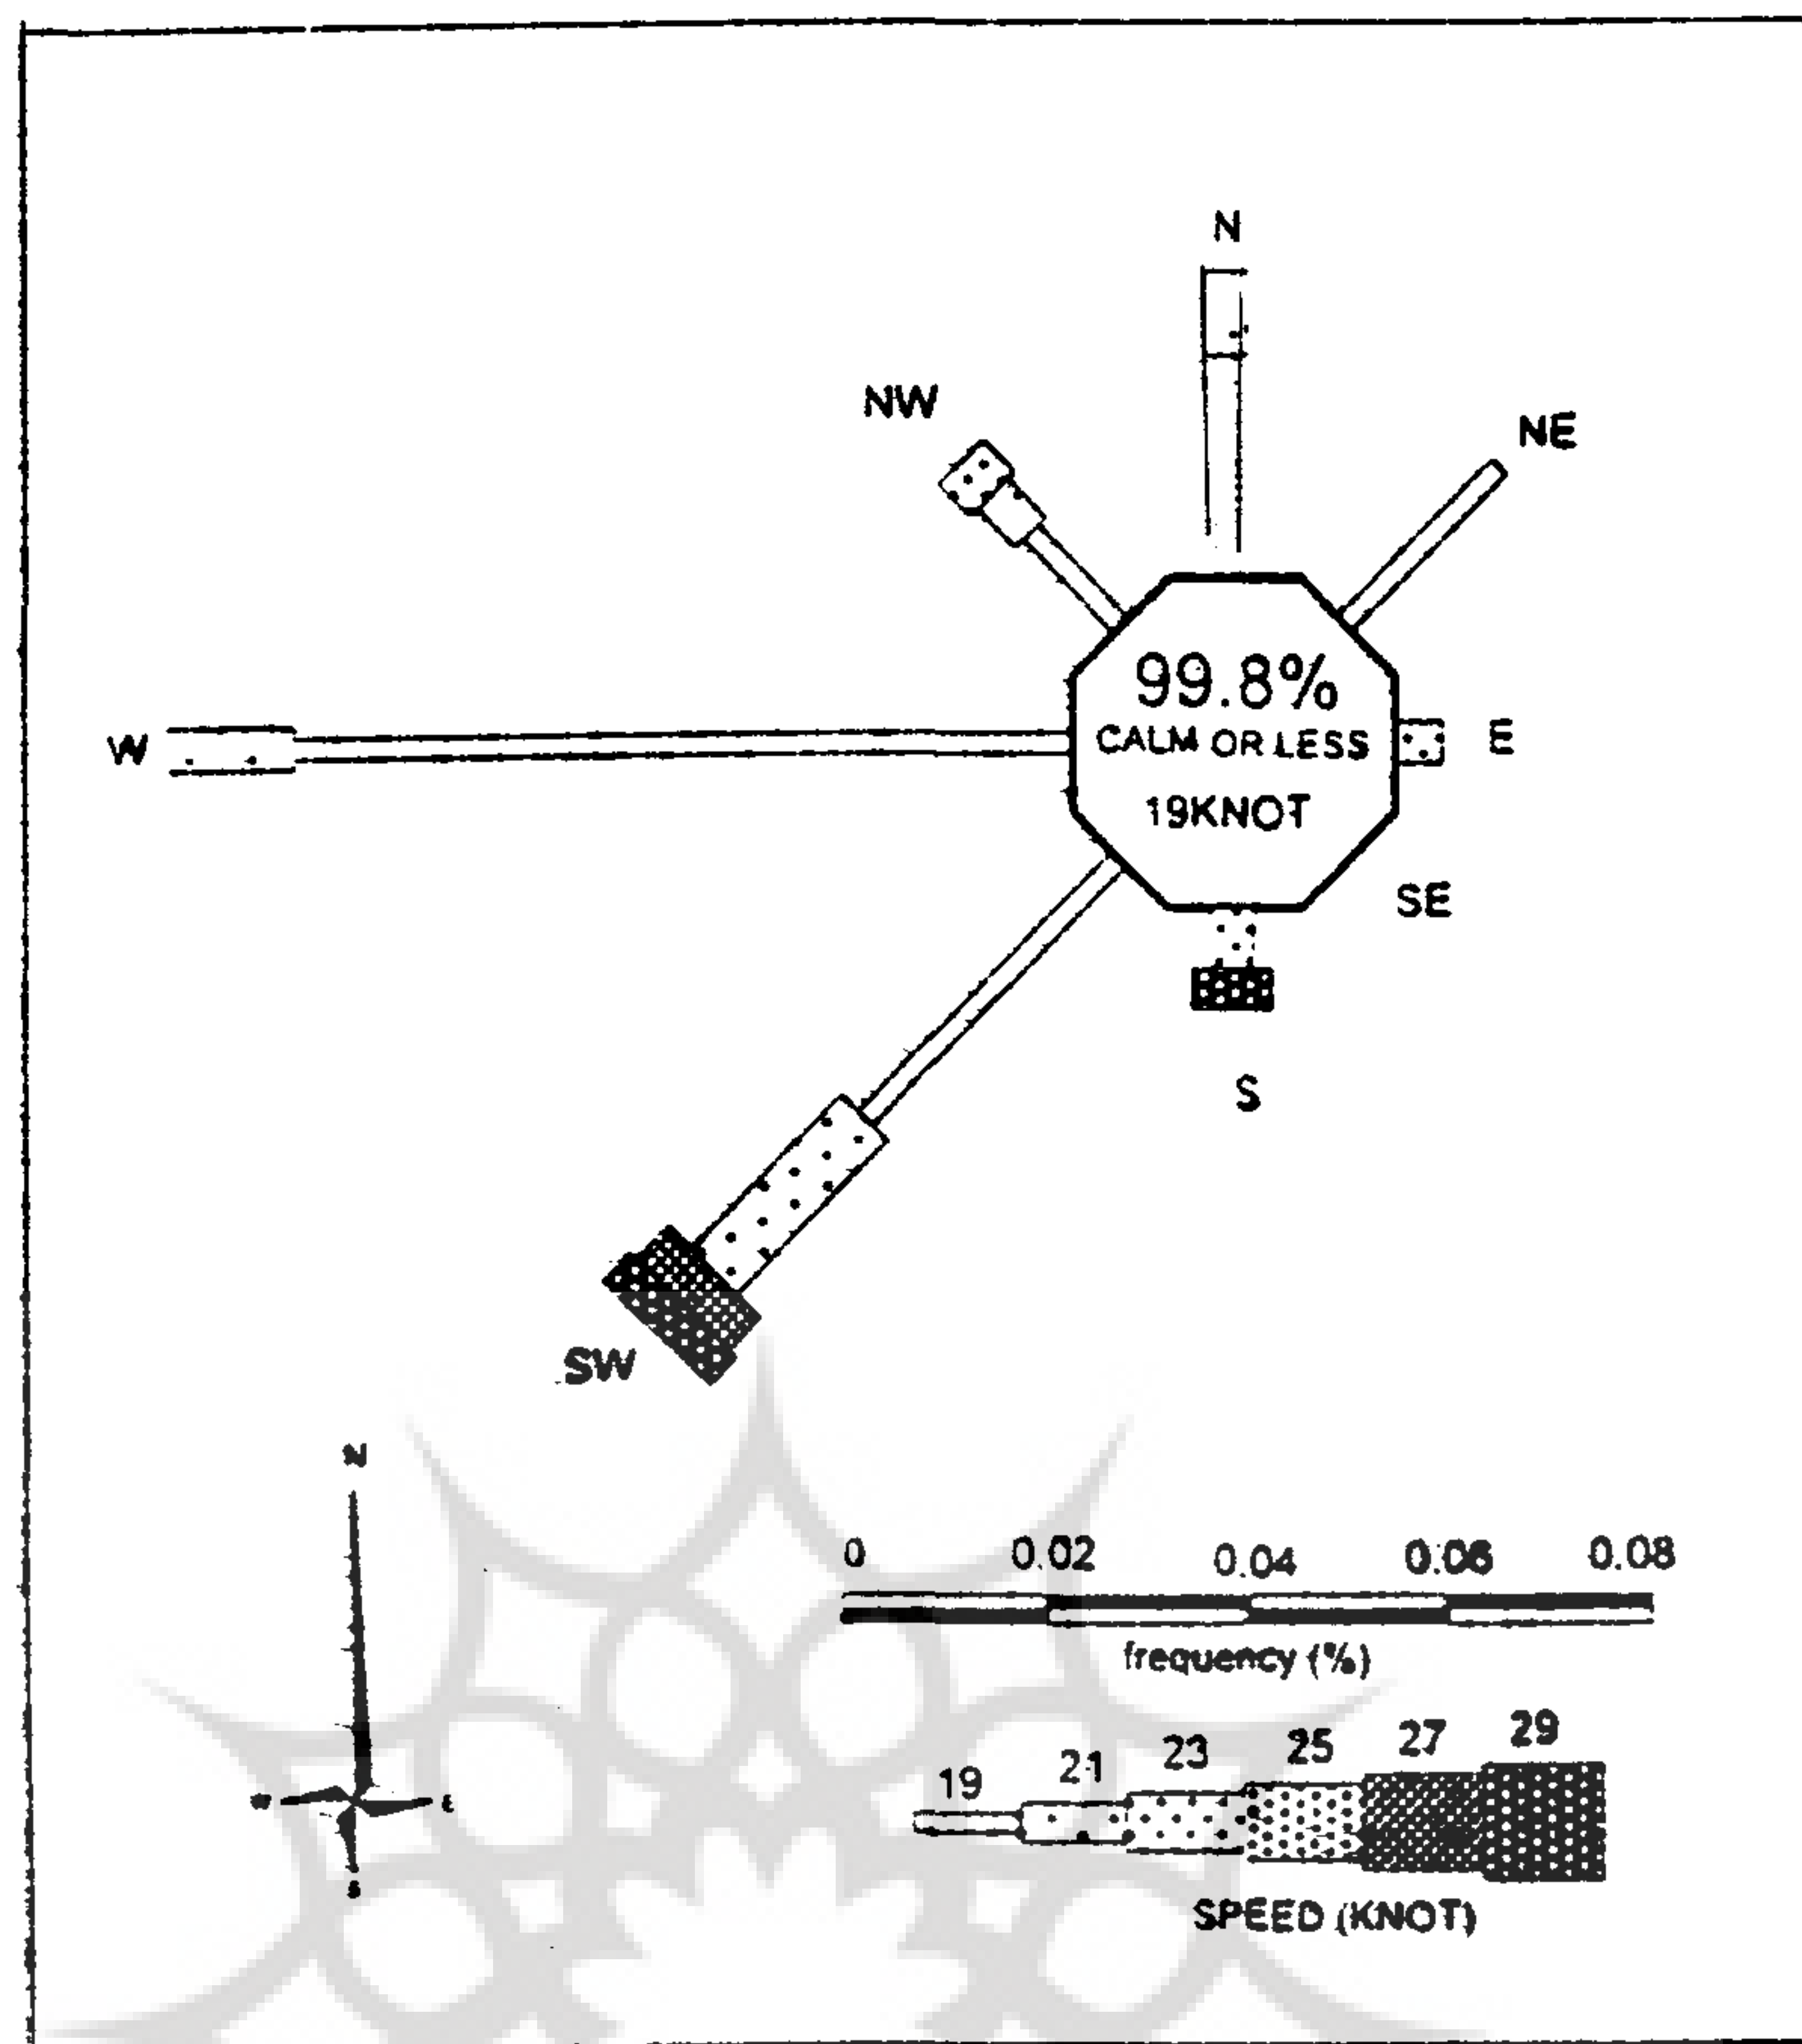 N
NW
NE
99.8%
CALM OR LESS
19KNOT
W
E
SE
S
SW
N
W E
S
0 0.02 0.04 0.06 0.08
frequency (%)
19 21 23 25 27 29
SPEED (KNOT)